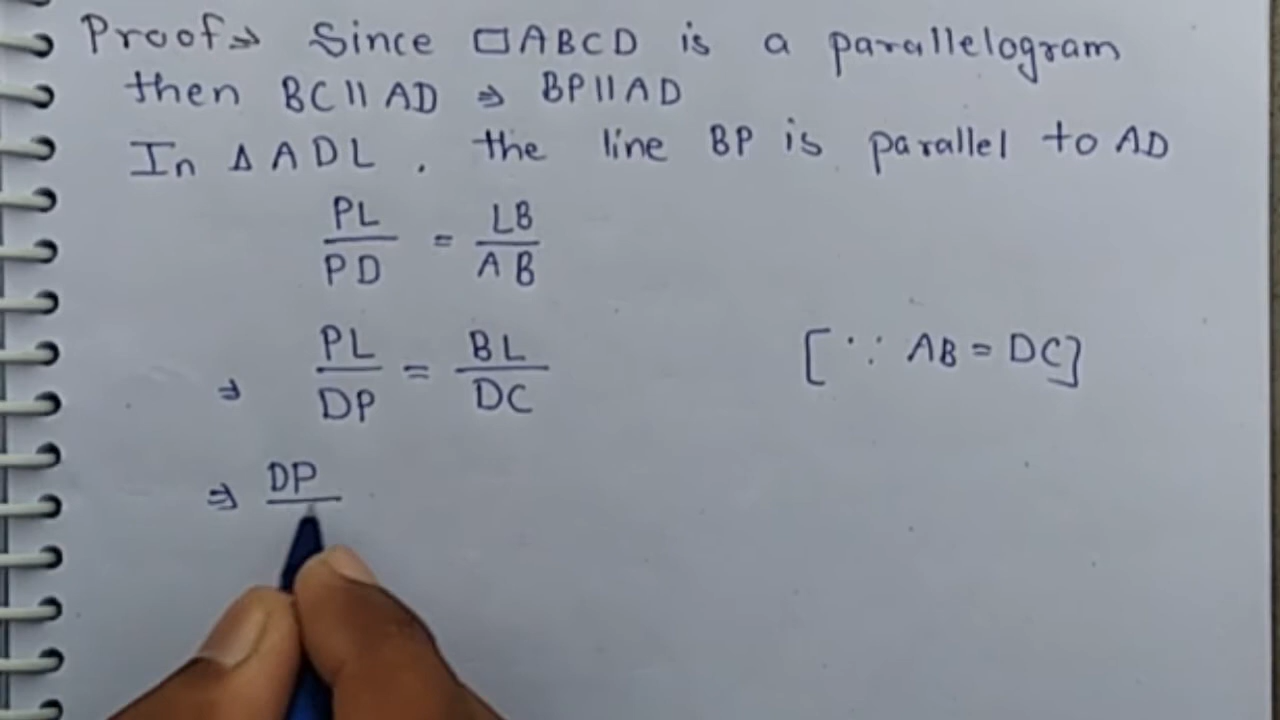 Proof⇒ Since □ABCD is a parallelogram
then BC || AD ⇒ BP || AD
In Δ ADL . the line BP is parallel to AD
PL/PD = LB/AB
⇒ PL/DP = BL/DC [∵ AB = DC]
⇒ DP/